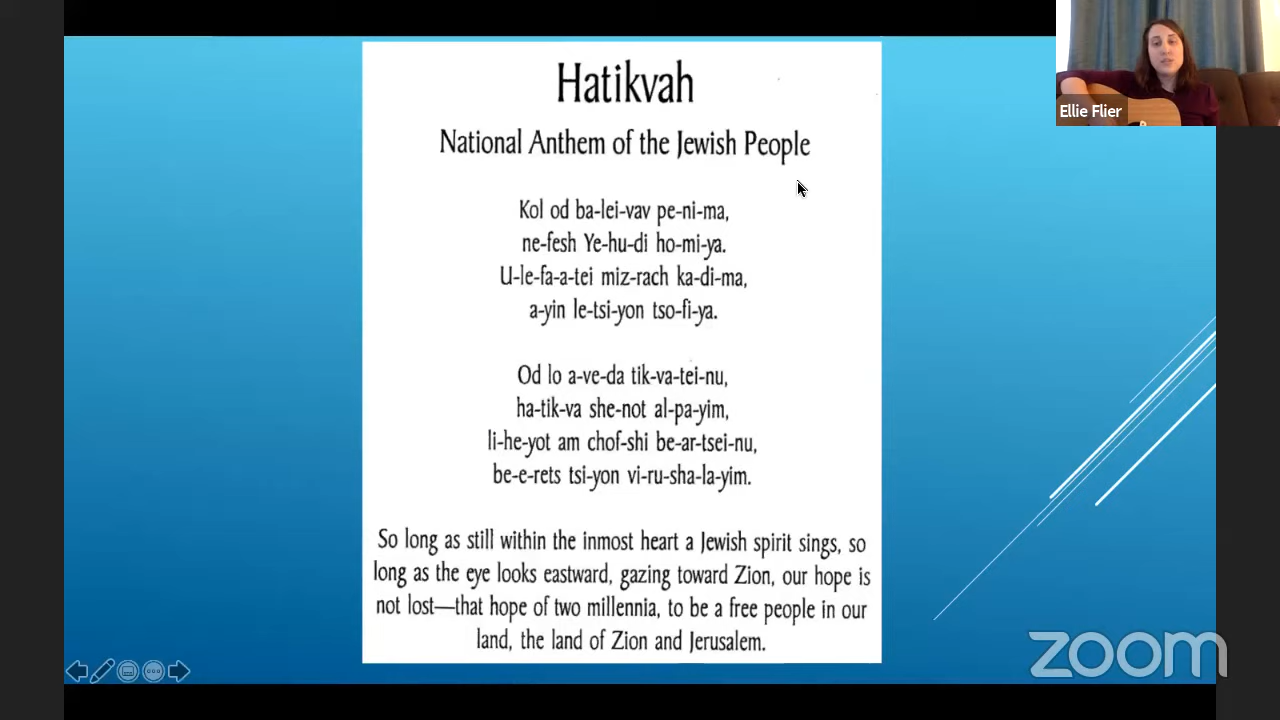 Hatikvah
National Anthem of the Jewish People
Kol od ba-lei-vav pe-ni-ma,
ne-fesh Ye-hu-di ho-mi-ya.
U-le-fa-a-tei miz-rach ka-di-ma,
a-yin le-tsi-yon tso-fi-ya.
Od lo a-ve-da tik-va-tei-nu,
ha-tik-va she-not al-pa-yim,
li-he-yot am chof-shi be-ar-tsei-nu,
be-e-rets tsi-yon vi-ru-sha-la-yim.
So long as still within the inmost heart a Jewish spirit sings, so
long as the eye looks eastward, gazing toward Zion, our hope is
not lost—that hope of two millennia, to be a free people in our
land, the land of Zion and Jerusalem.
Ellie Flier
zoom